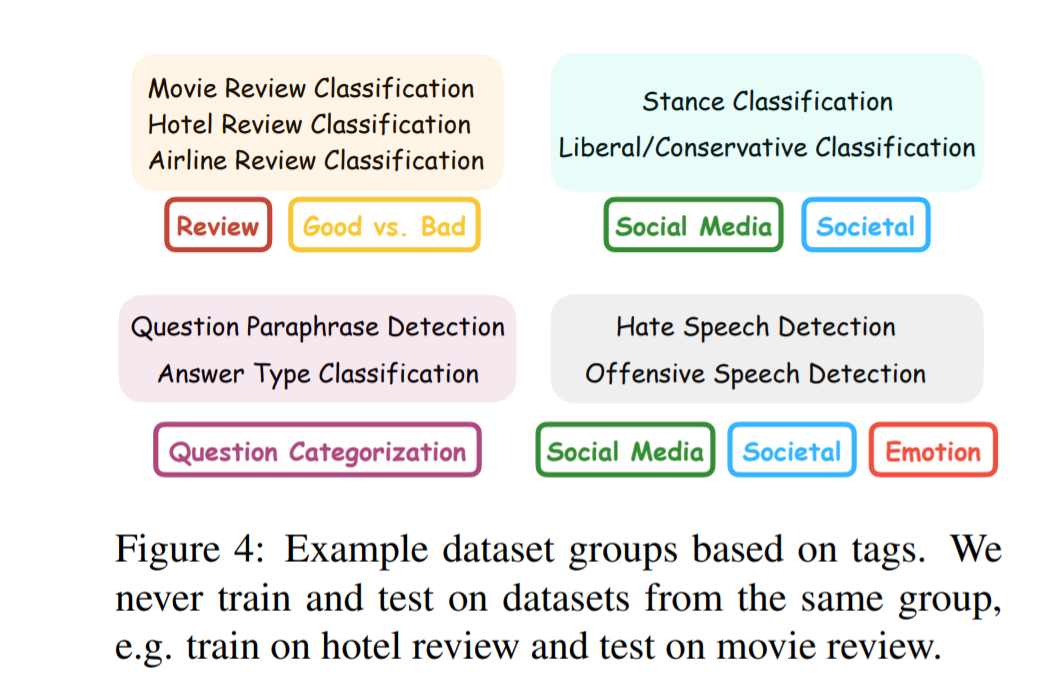 Movie Review Classification
Hotel Review Classification
Airline Review Classification
Review
Good vs. Bad
Stance Classification
Liberal/Conservative Classification
Social Media
Societal
Question Paraphrase Detection
Answer Type Classification
Question Categorization
Hate Speech Detection
Offensive Speech Detection
Social Media
Societal
Emotion
Figure 4: Example dataset groups based on tags. We
never train and test on datasets from the same group,
e.g. train on hotel review and test on movie review.